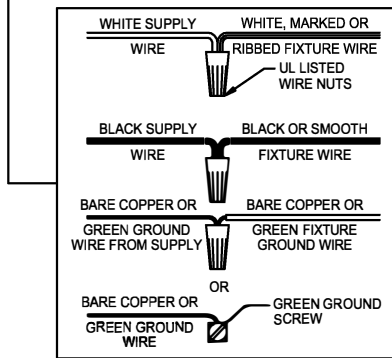 WHITE SUPPLY WHITE, MARKED OR
WIRE RIBBED FIXTURE WIRE
UL LISTED
WIRE NUTS
BLACK SUPPLY BLACK OR SMOOTH
WIRE FIXTURE WIRE
BARE COPPER OR BARE COPPER OR
GREEN GROUND GREEN FIXTURE
WIRE FROM SUPPLY GROUND WIRE
OR
BARE COPPER OR GREEN GROUND
GREEN GROUND SCREW
WIRE